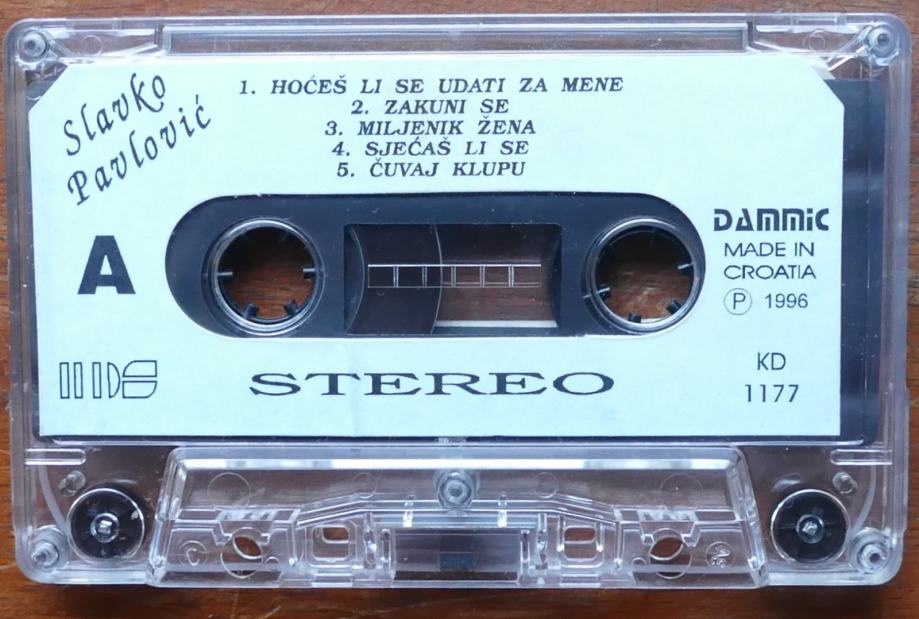 Slavko
Pavlović
1. HOĆEŠ LI SE UDATI ZA MENE
2. ZAKUNI SE
3. MILJENIK ŽENA
4. SJEĆAŠ LI SE
5. ČUVAJ KLUPU
A
DAMMIC
MADE IN
CROATIA
Ⓟ 1996
STEREO
KD
1177